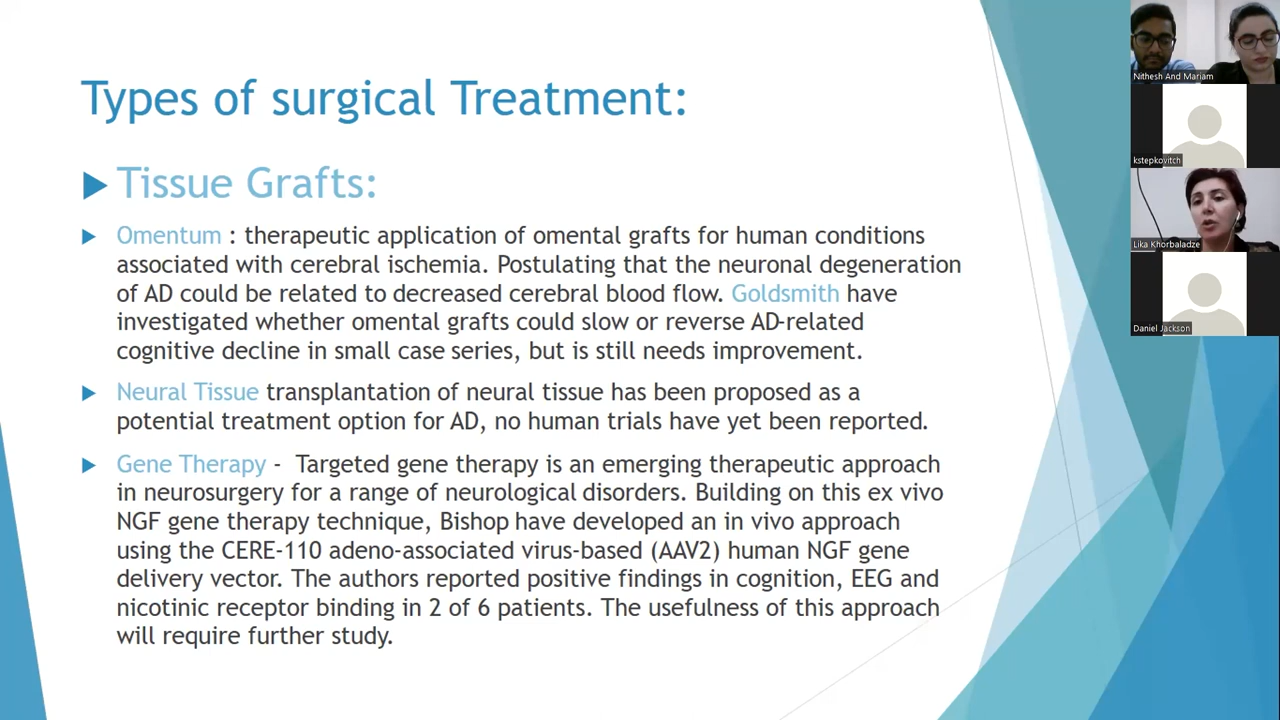 Types of surgical Treatment:
Tissue Grafts:
Omentum : therapeutic application of omental grafts for human conditions
associated with cerebral ischemia. Postulating that the neuronal degeneration
of AD could be related to decreased cerebral blood flow. Goldsmith have
investigated whether omental grafts could slow or reverse AD-related
cognitive decline in small case series, but is still needs improvement.
Neural Tissue transplantation of neural tissue has been proposed as a
potential treatment option for AD, no human trials have yet been reported.
Gene Therapy - Targeted gene therapy is an emerging therapeutic approach
in neurosurgery for a range of neurological disorders. Building on this ex vivo
NGF gene therapy technique, Bishop have developed an in vivo approach
using the CERE-110 adeno-associated virus-based (AAV2) human NGF gene
delivery vector. The authors reported positive findings in cognition, EEG and
nicotinic receptor binding in 2 of 6 patients. The usefulness of this approach
will require further study.
Nithesh And Mariam
kstepkovitch
Lika Khorbaladze
Daniel Jackson